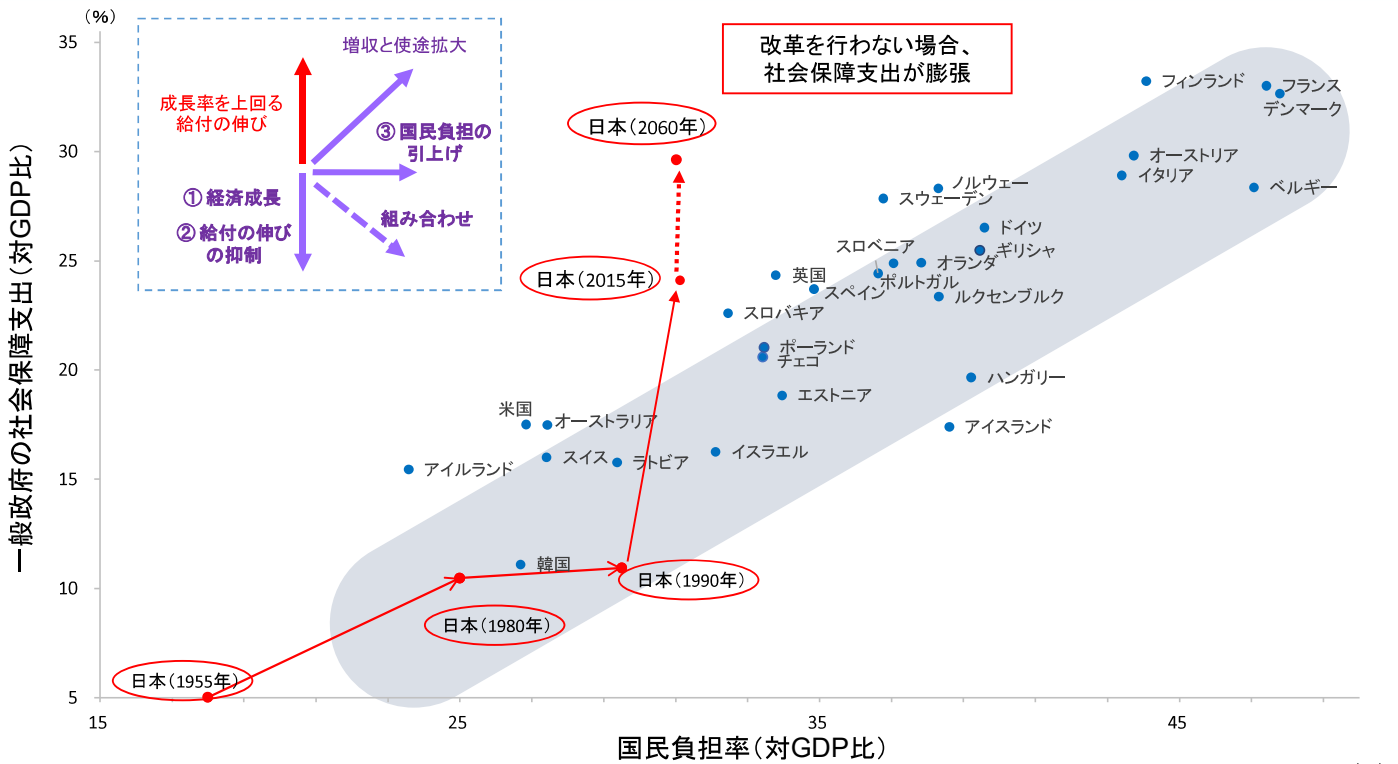 (%)
35
30
25
20
15
10
5
15
25
35
45
一般政府の社会保障支出(対GDP比)
国民負担率(対GDP比)
増収と使途拡大
成長率を上回る
給付の伸び
③ 国民負担の
引上げ
① 経済成長
② 給付の伸び
の抑制
組み合わせ
改革を行わない場合、
社会保障支出が膨張
日本(2060年)
日本(2015年)
日本(1990年)
日本(1980年)
日本(1955年)
フィンランド
フランス
デンマーク
オーストリア
イタリア
ベルギー
ノルウェー
スウェーデン
ドイツ
ギリシャ
スロベニア
オランダ
ポルトガル
英国
スペイン
ルクセンブルク
スロバキア
ポーランド
チェコ
ハンガリー
エストニア
米国
オーストラリア
アイスランド
イスラエル
スイス
ラトビア
アイルランド
韓国